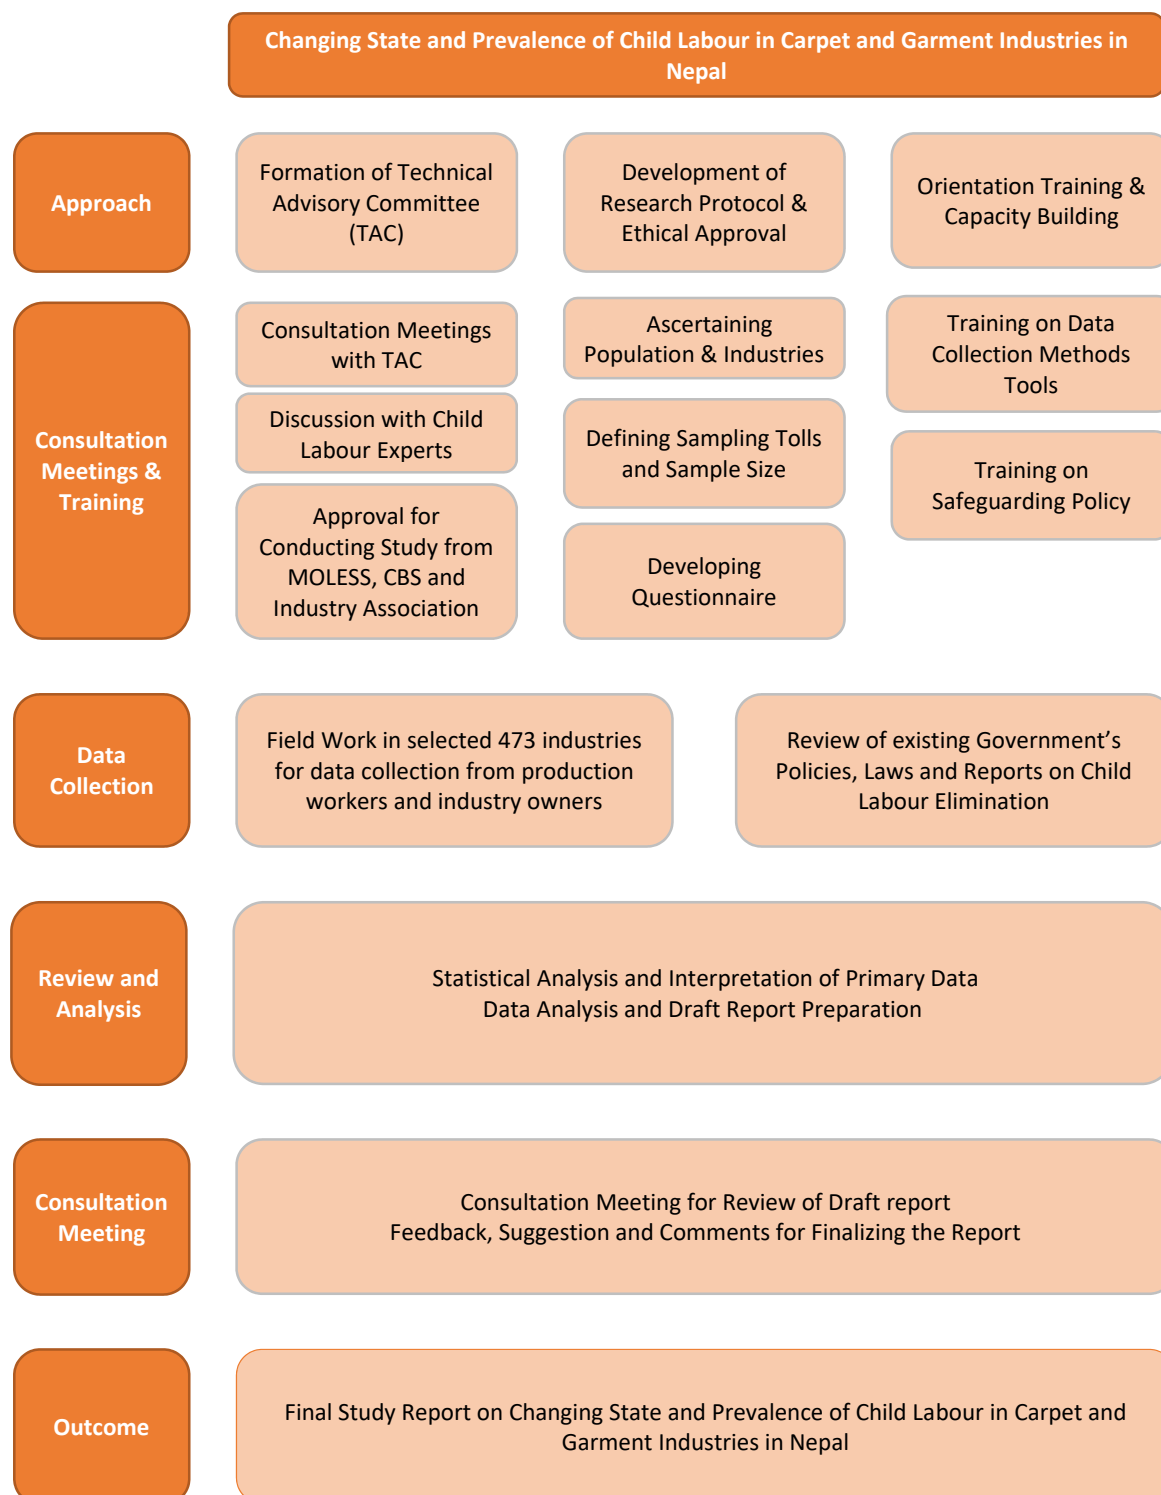 Changing State and Prevalence of Child Labour in Carpet and Garment Industries in
Nepal
Approach
Formation of Technical
Advisory Committee
(TAC)
Development of
Research Protocol &
Ethical Approval
Orientation Training &
Capacity Building
Consultation
Meetings &
Training
Consultation Meetings
with TAC
Discussion with Child
Labour Experts
Approval for
Conducting Study from
MOLESS, CBS and
Industry Association
Ascertaining
Population & Industries
Defining Sampling Tolls
and Sample Size
Developing
Questionnaire
Training on Data
Collection Methods
Tools
Training on
Safeguarding Policy
Data
Collection
Field Work in selected 473 industries
for data collection from production
workers and industry owners
Review of existing Government’s
Policies, Laws and Reports on Child
Labour Elimination
Review and
Analysis
Statistical Analysis and Interpretation of Primary Data
Data Analysis and Draft Report Preparation
Consultation
Meeting
Consultation Meeting for Review of Draft report
Feedback, Suggestion and Comments for Finalizing the Report
Outcome
Final Study Report on Changing State and Prevalence of Child Labour in Carpet and
Garment Industries in Nepal